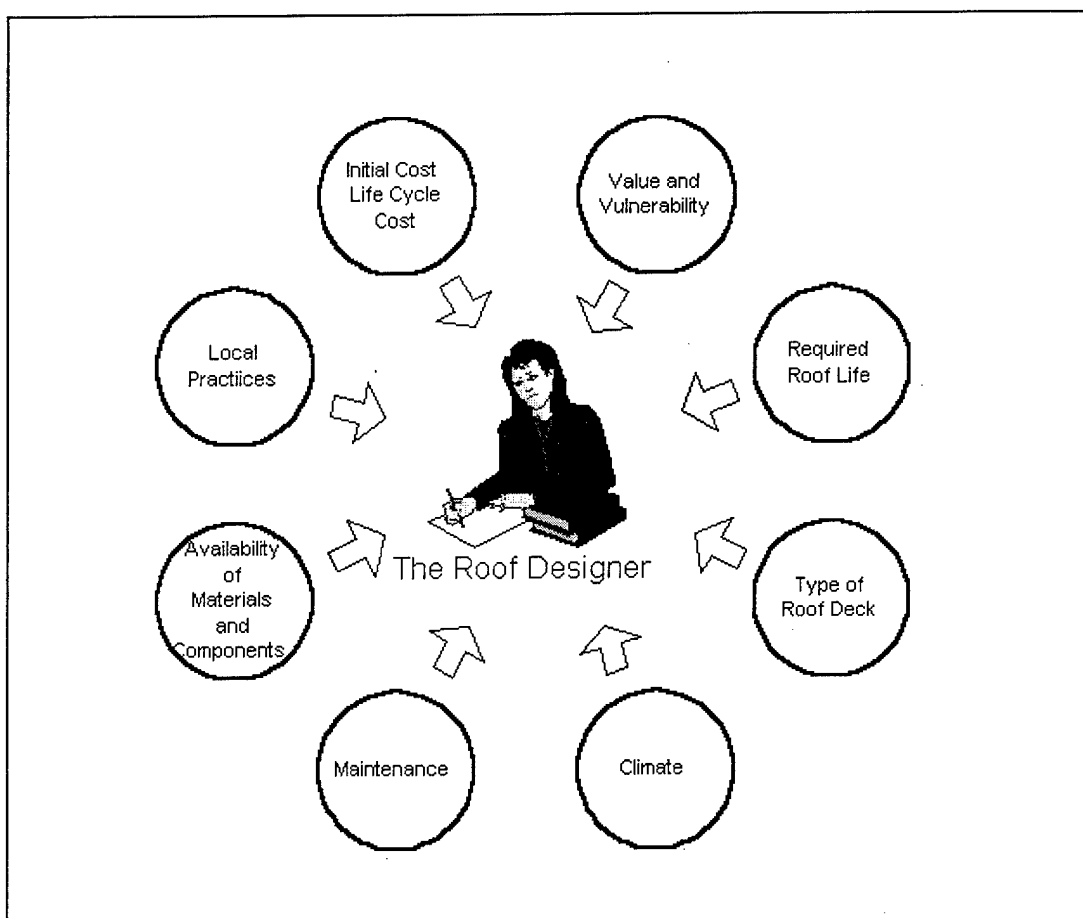 Initial Cost
Life Cycle
Cost
Value and
Vulnerability
Local
Practiices
Required
Roof Life
The Roof Designer
Availability
of
Materials
and
Components
Type of
Roof Deck
Maintenance
Climate